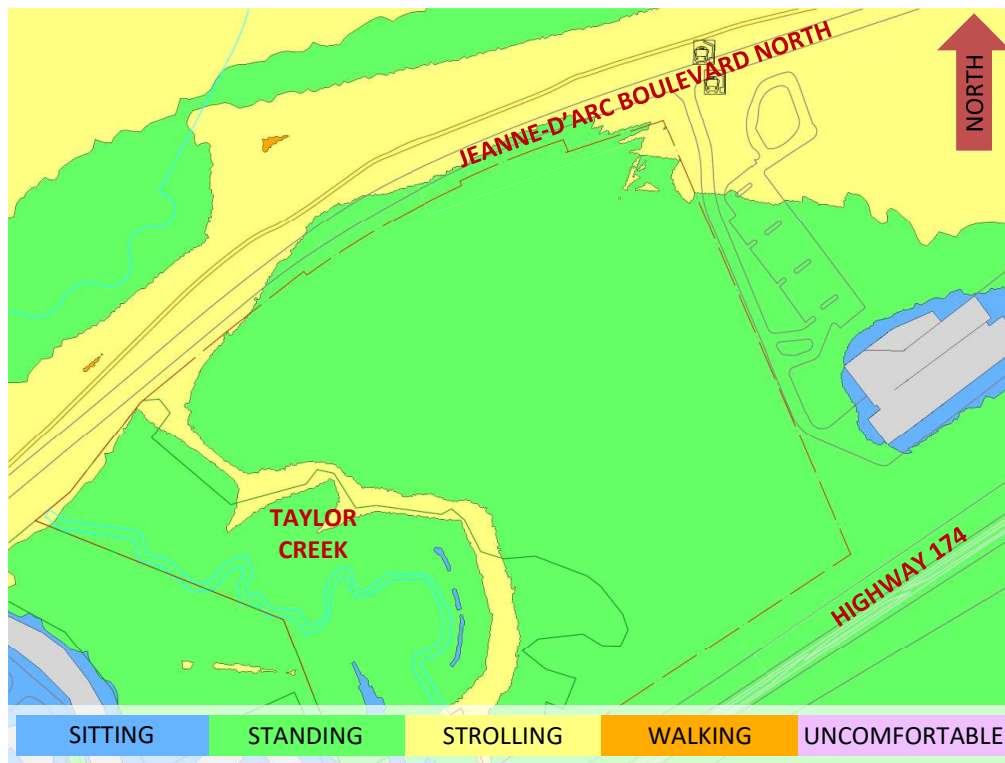 NORTH
JEANNE-D'ARC BOULEVARD NORTH
TAYLOR
CREEK
HIGHWAY 174
SITTING STANDING STROLLING WALKING UNCOMFORTABLE